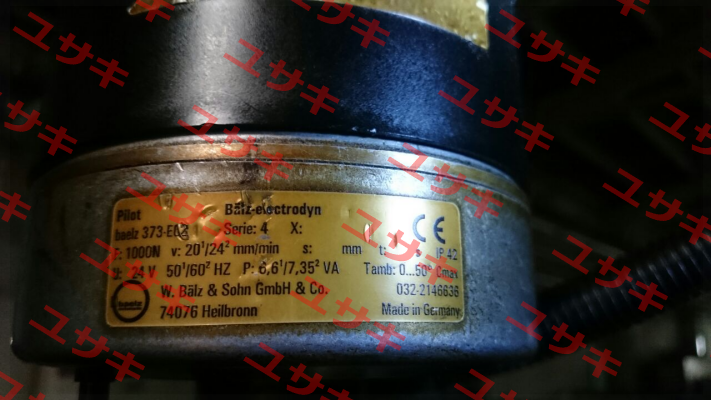 Pilot Bälz-electrodyn
baelz 373-E07 Serie: 4 X:
F: 1000N v: 20¹/24² mm/min s: mm t: s IP 42
U: 24 V 50¹/60² HZ P: 6,6¹/7,35² VA Tamb: 0...50° Cmax
W. Bälz & Sohn GmbH & Co. 032-2146636
74076 Heilbronn Made in Germany
CE
baelz
ユサキ